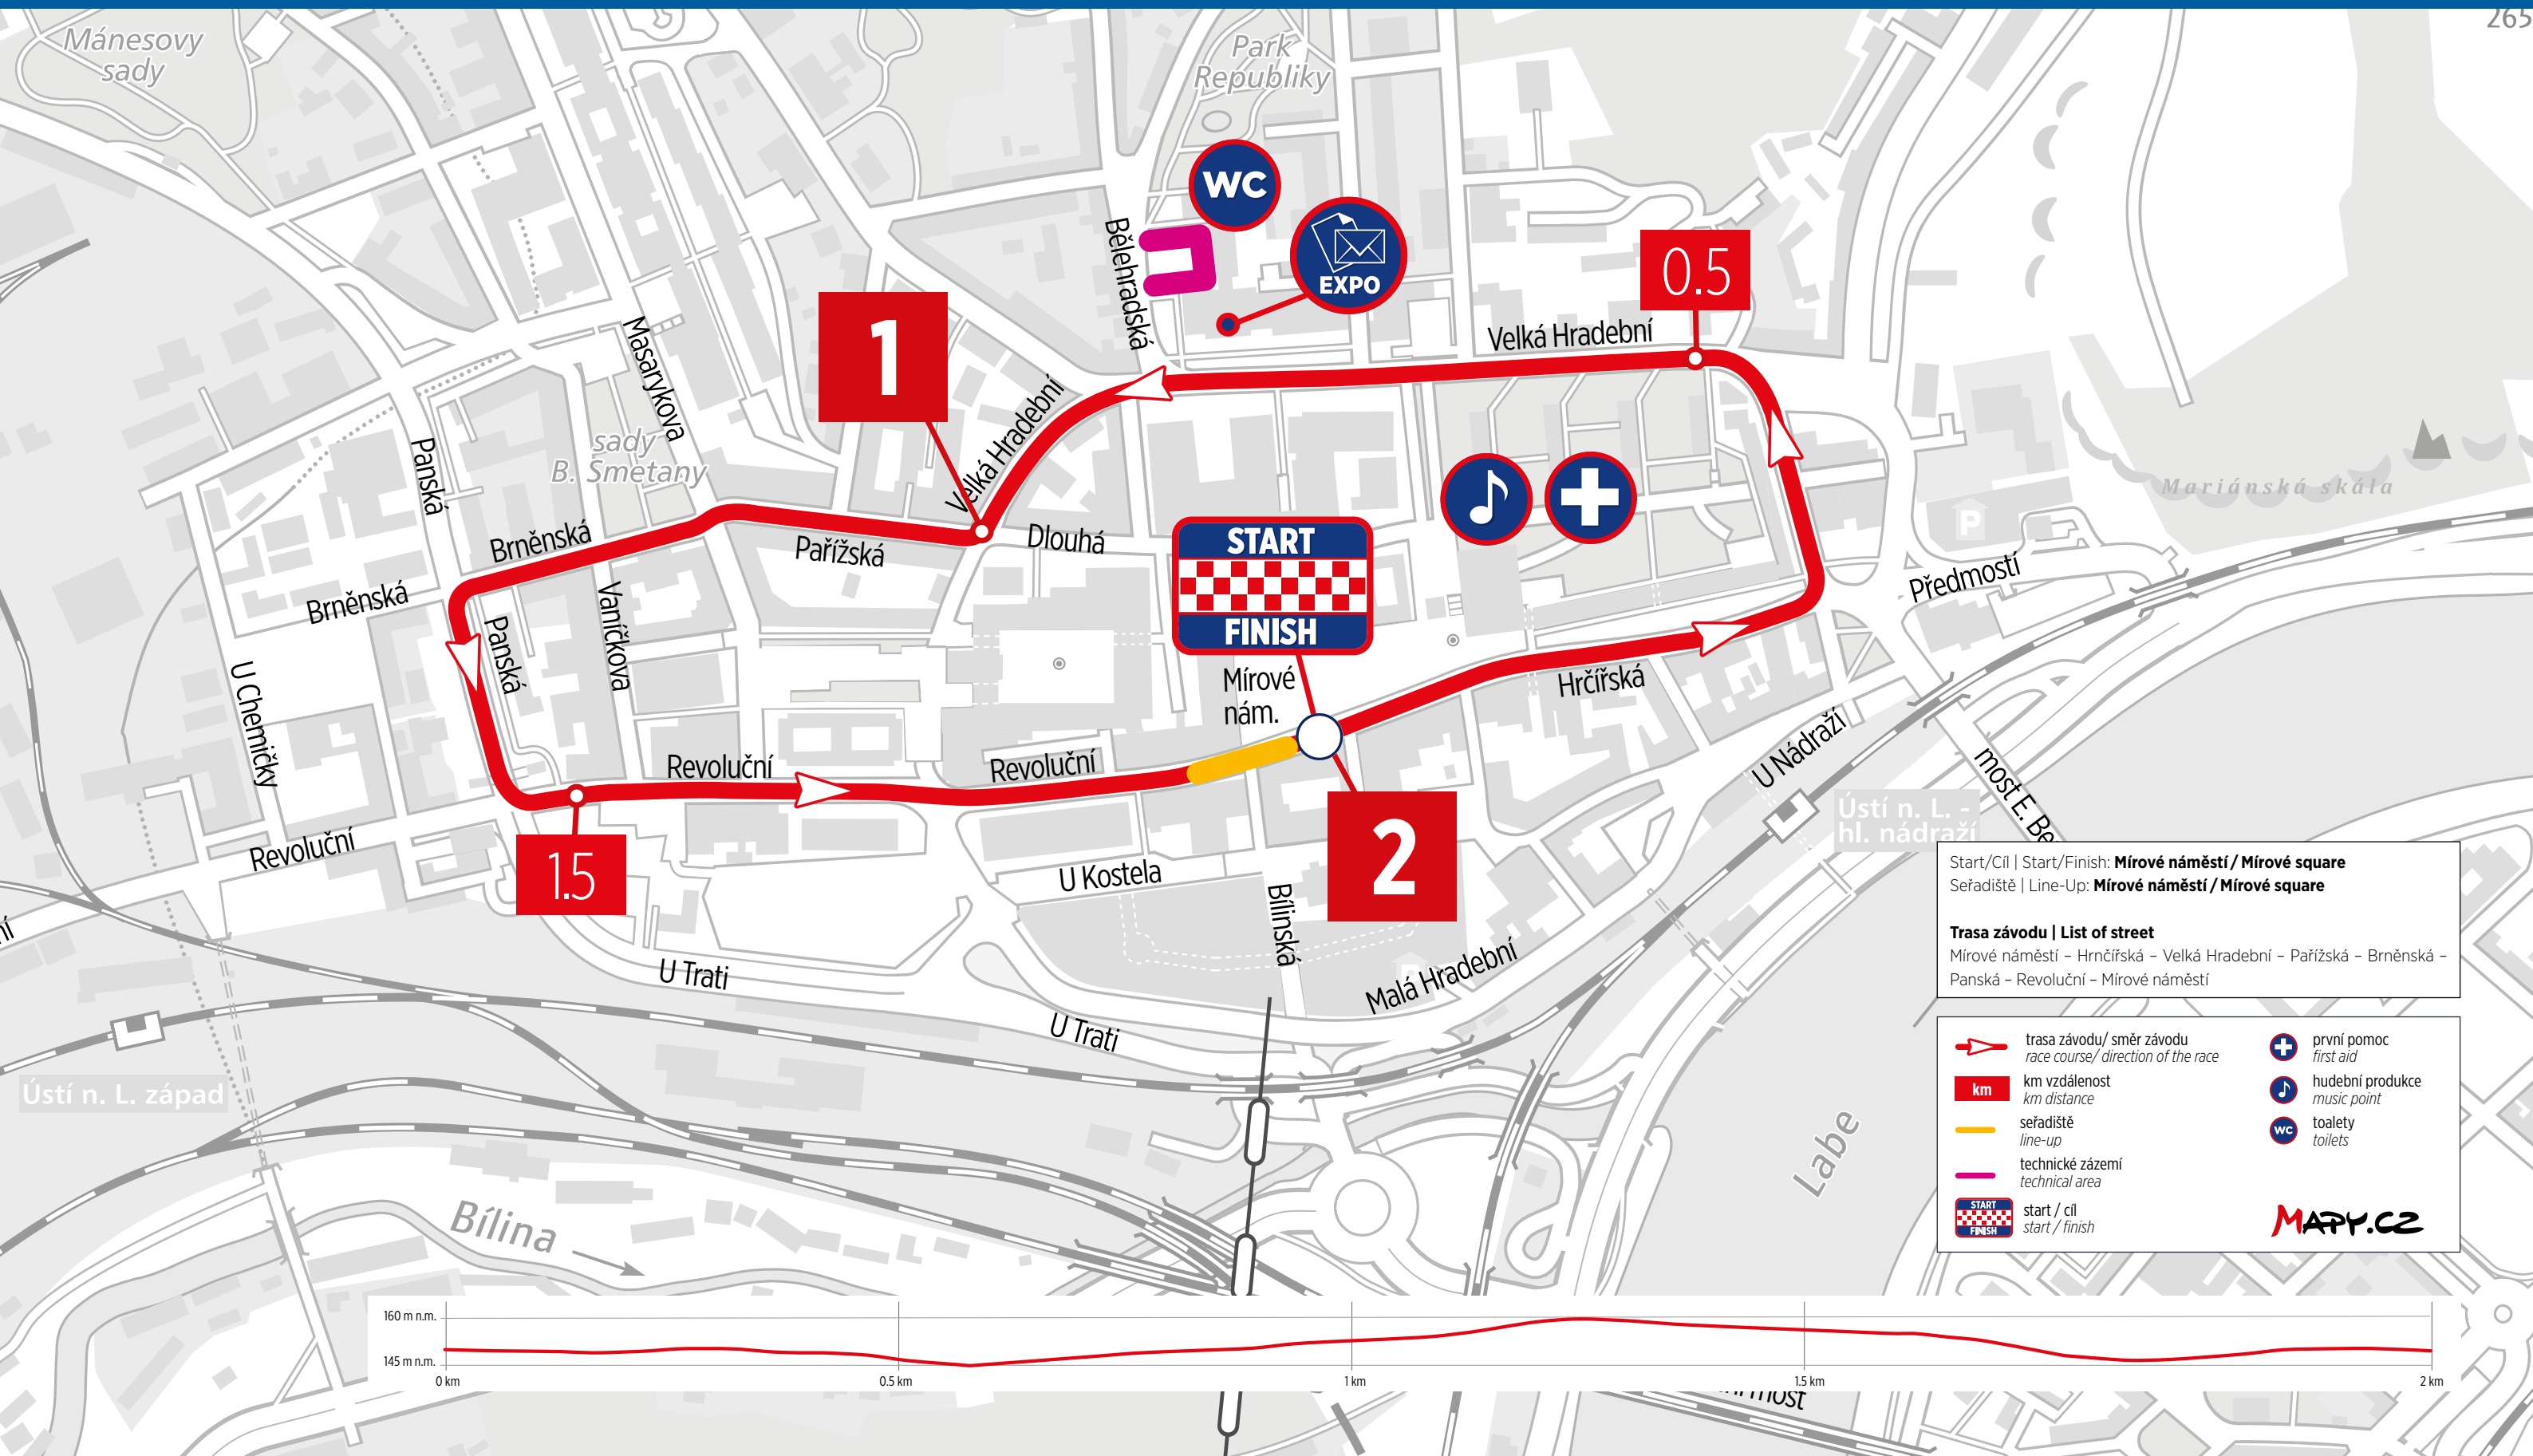 265
Mánesovy
sady
Park
Republiky
WC
EXPO
Bělehradská
0.5
1
Velká Hradební
Masarykova
Velká Hradební
sady
B. Smetany
Panská
Mariánská skála
P
Brněnská
Pařížská
Dlouhá
START
FINISH
Předmostí
Brněnská
Panská
Vaníčkova
U Chemičky
Mírové
nám.
Hrčířská
Revoluční
Revoluční
U Nádraží
most E. Be
Ústí n. L. -
hl. nádraží
2
1.5
Revoluční
U Kostela
Bílinská
ní
U Trati
Malá Hradební
U Trati
Ústí n. L. západ
Labe
Bílina
Start/Cíl | Start/Finish: Mírové náměstí / Mírové square
Seřadiště | Line-Up: Mírové náměstí / Mírové square
Trasa závodu | List of street
Mírové náměstí – Hrnčířská – Velká Hradební – Pařížská – Brněnská –
Panská – Revoluční – Mírové náměstí
trasa závodu/ směr závodu
race course/ direction of the race
km
km vzdálenost
km distance
seřadiště
line-up
technické zázemí
technical area
START
FINISH
start / cíl
start / finish
první pomoc
first aid
hudební produkce
music point
WC
toalety
toilets
MAPY.CZ
160 m n.m.
145 m n.m.
0 km
0.5 km
1 km
1.5 km
2 km